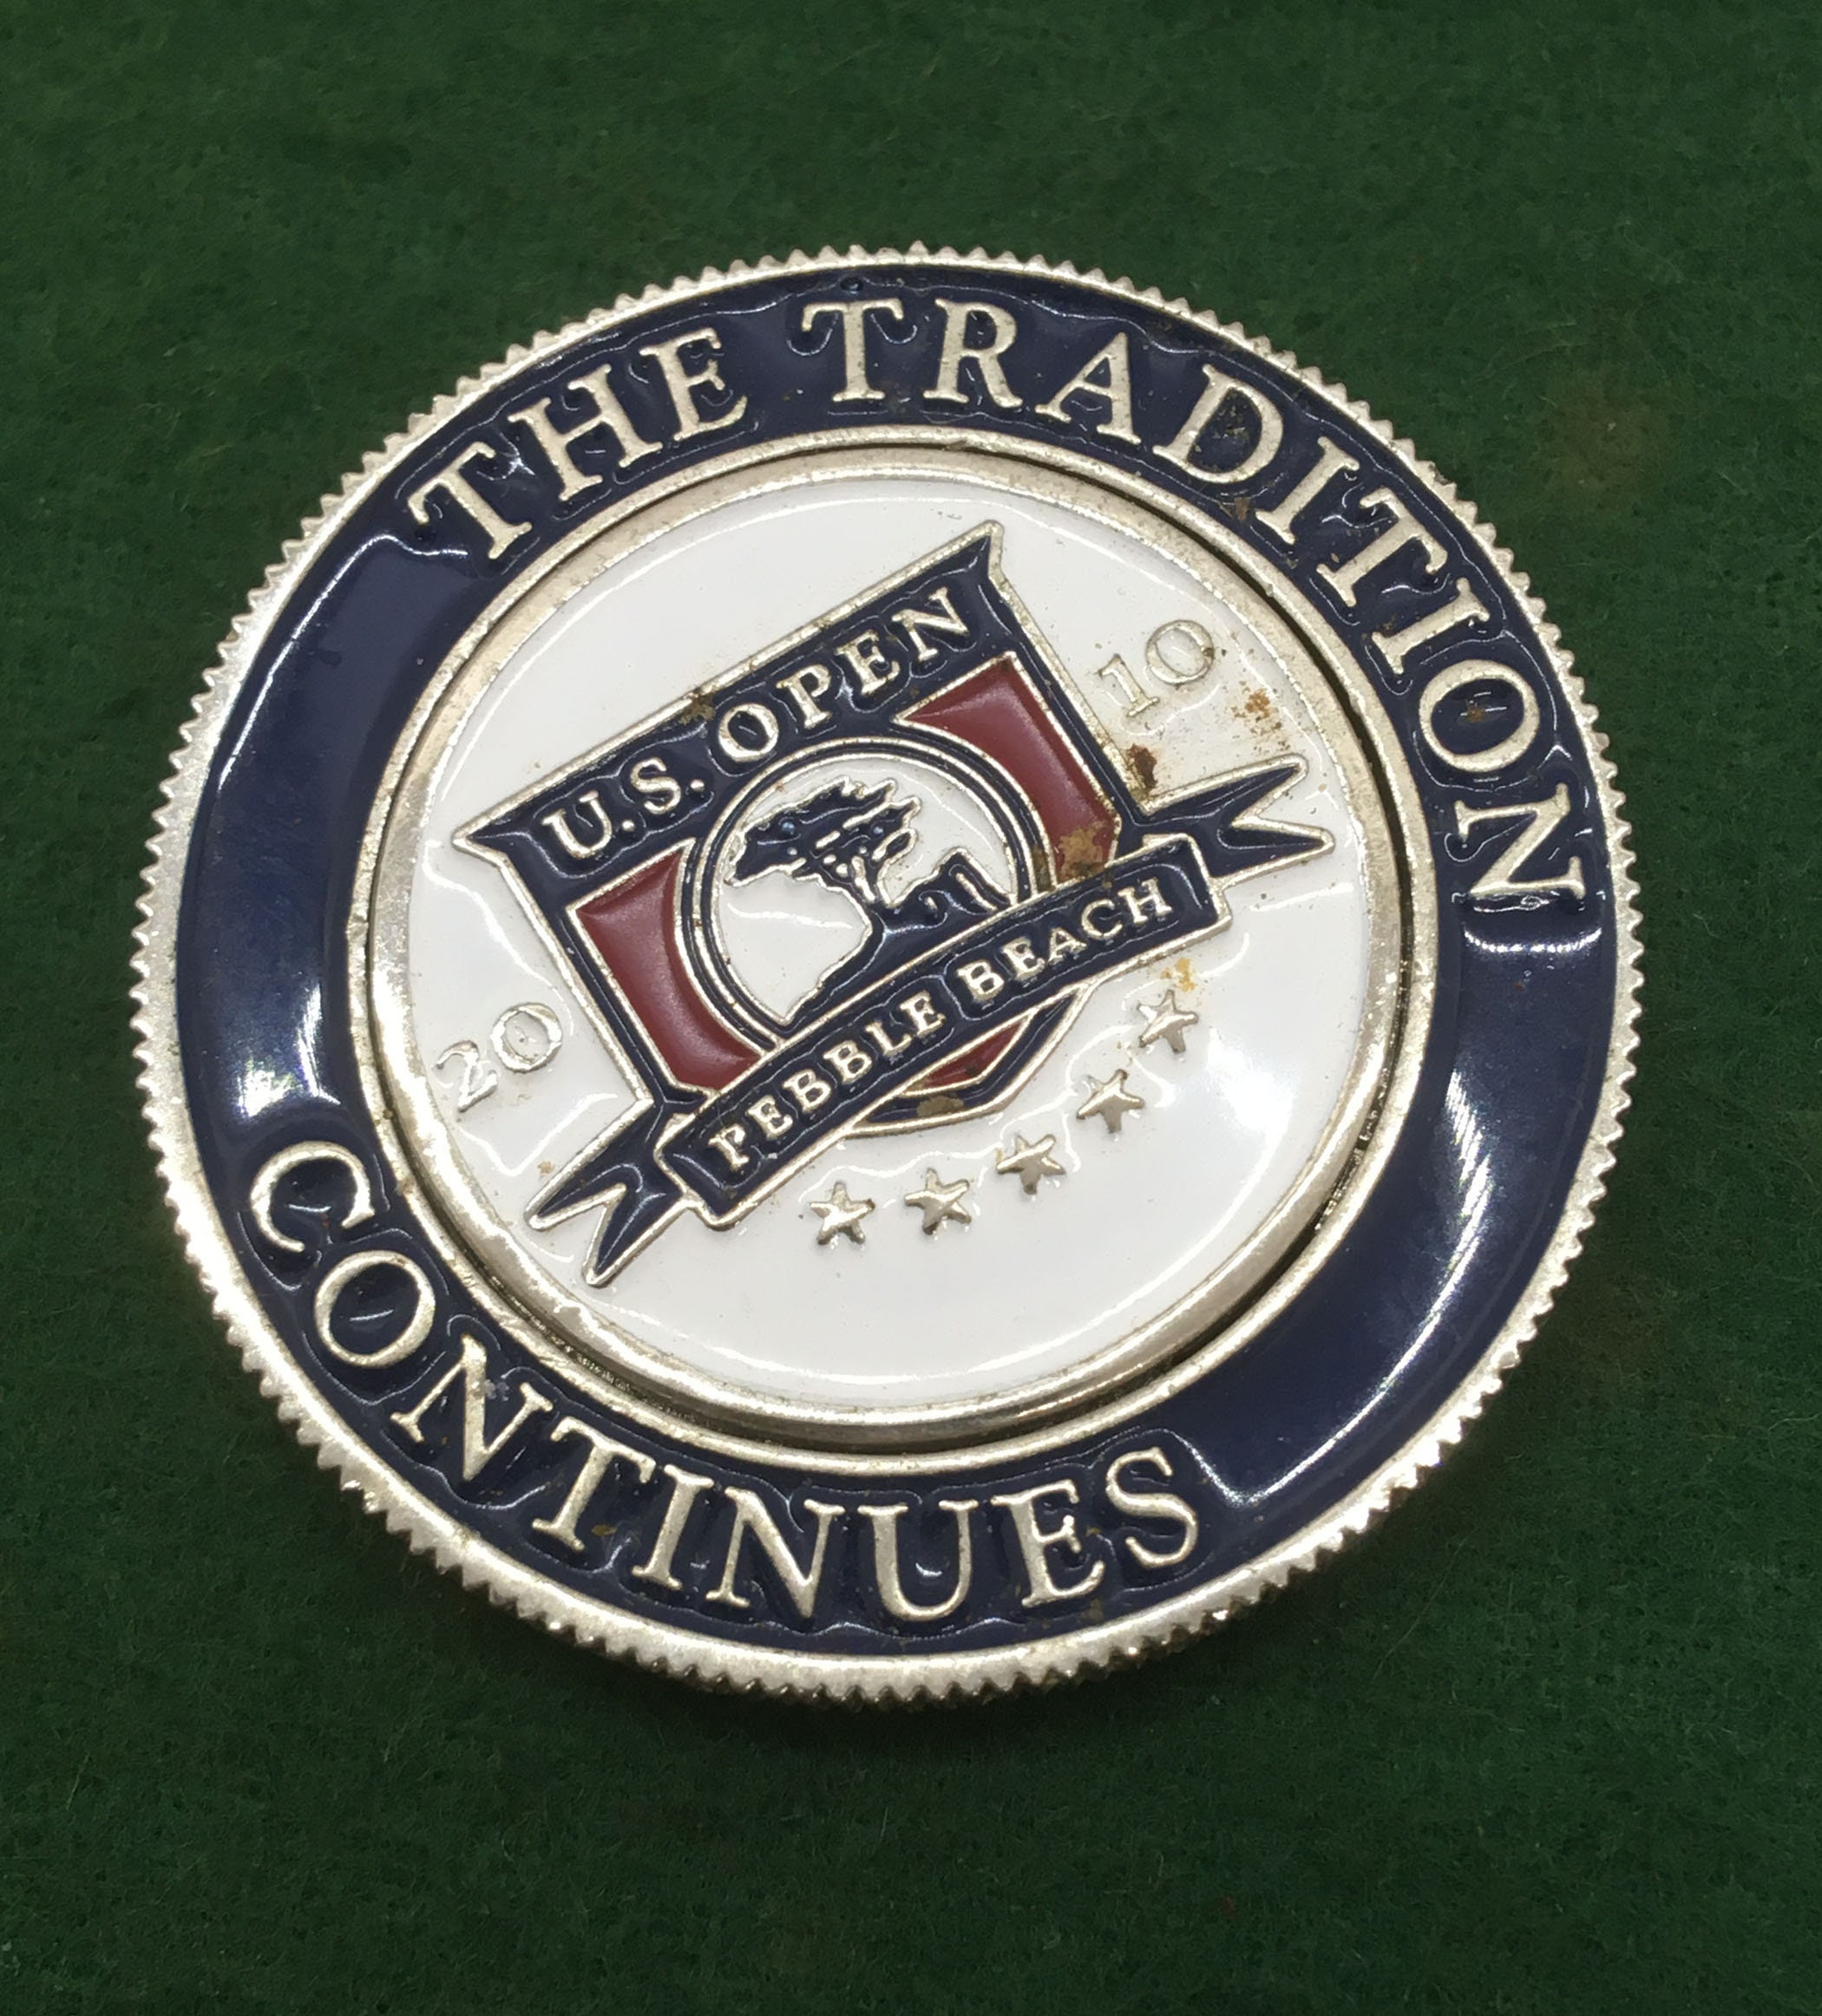 THE TRADITION
U.S. OPEN
20 10
PEBBLE BEACH
CONTINUES